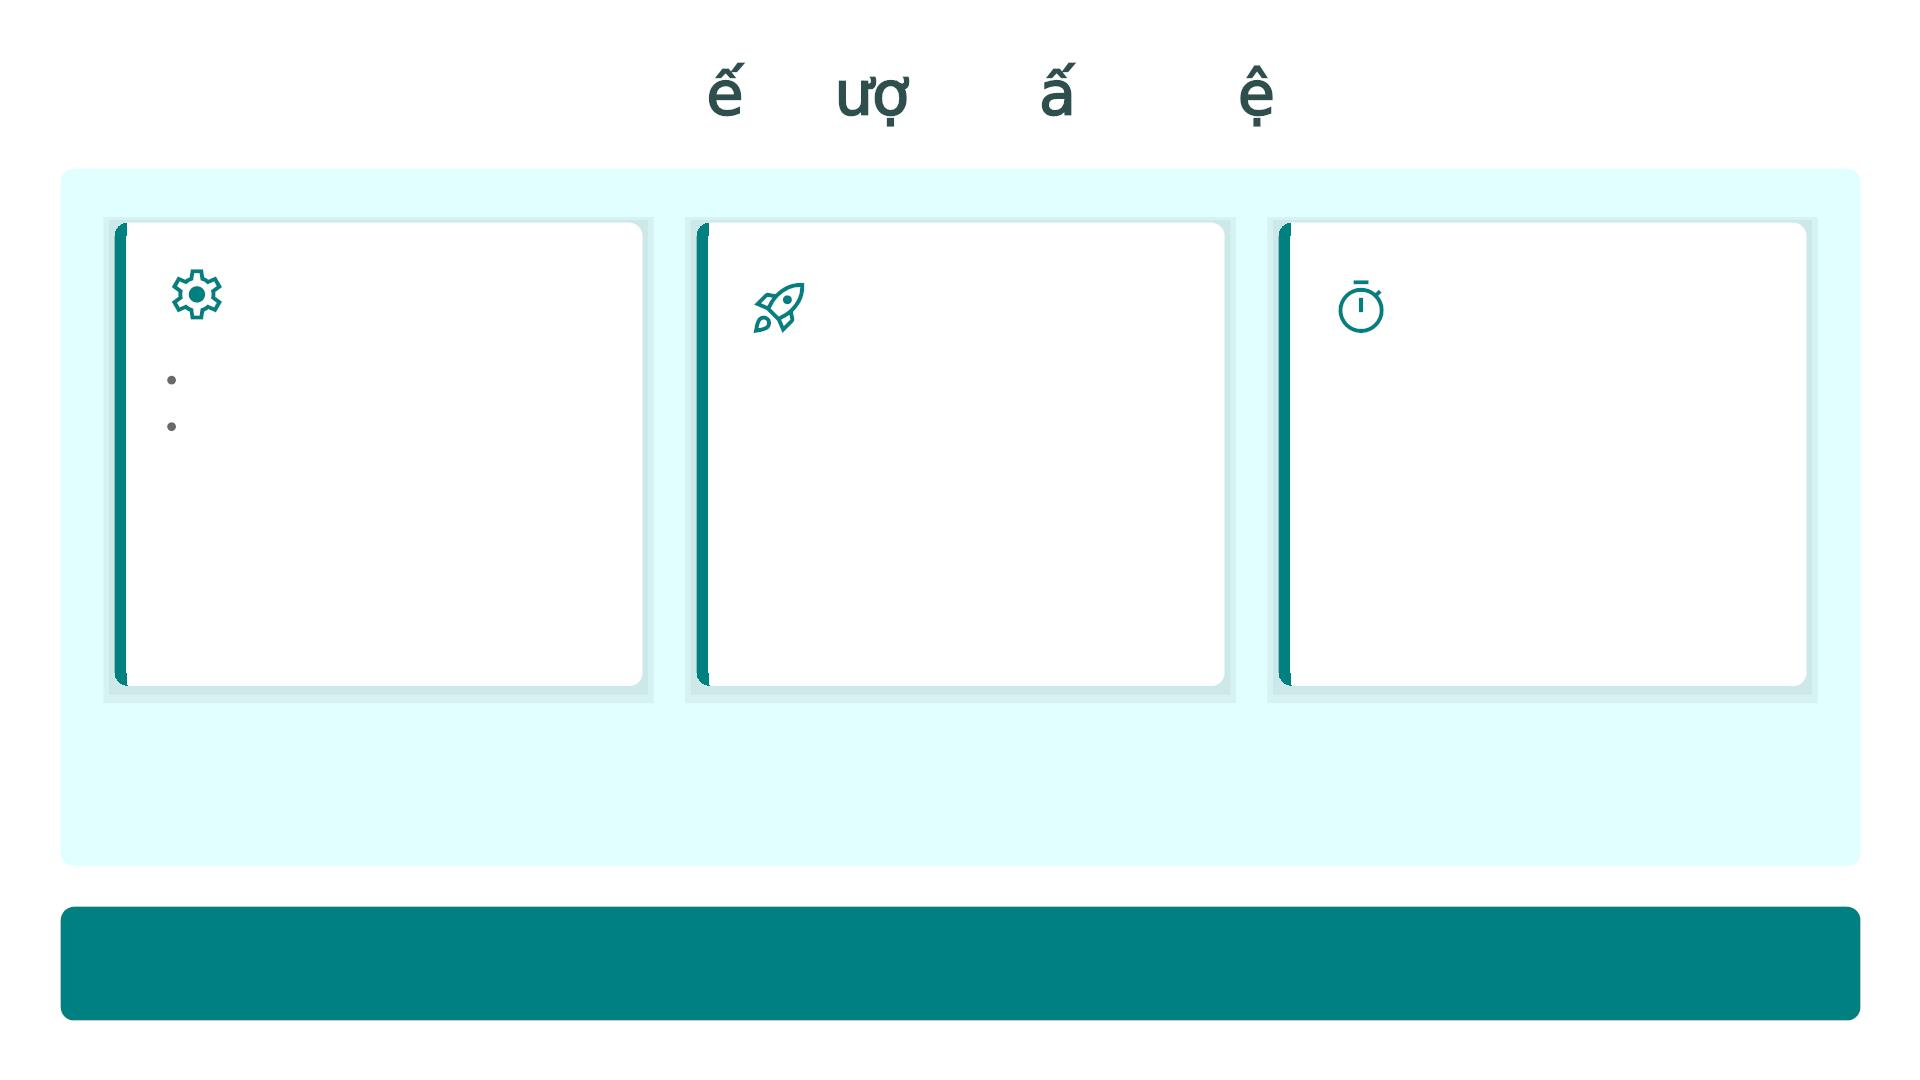 ế ượ ấ ệ